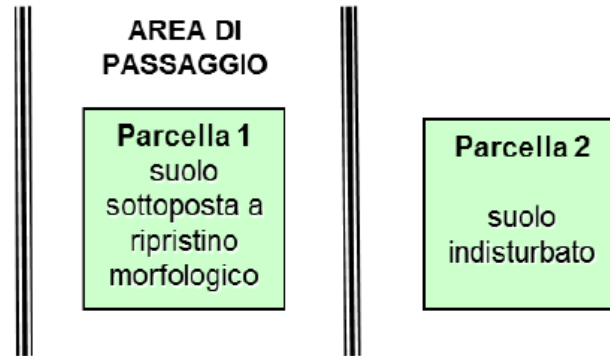 AREA DI
PASSAGGIO
Parcella 1
suolo
sottoposta a
ripristino
morfologico
Parcella 2
suolo
indisturbato